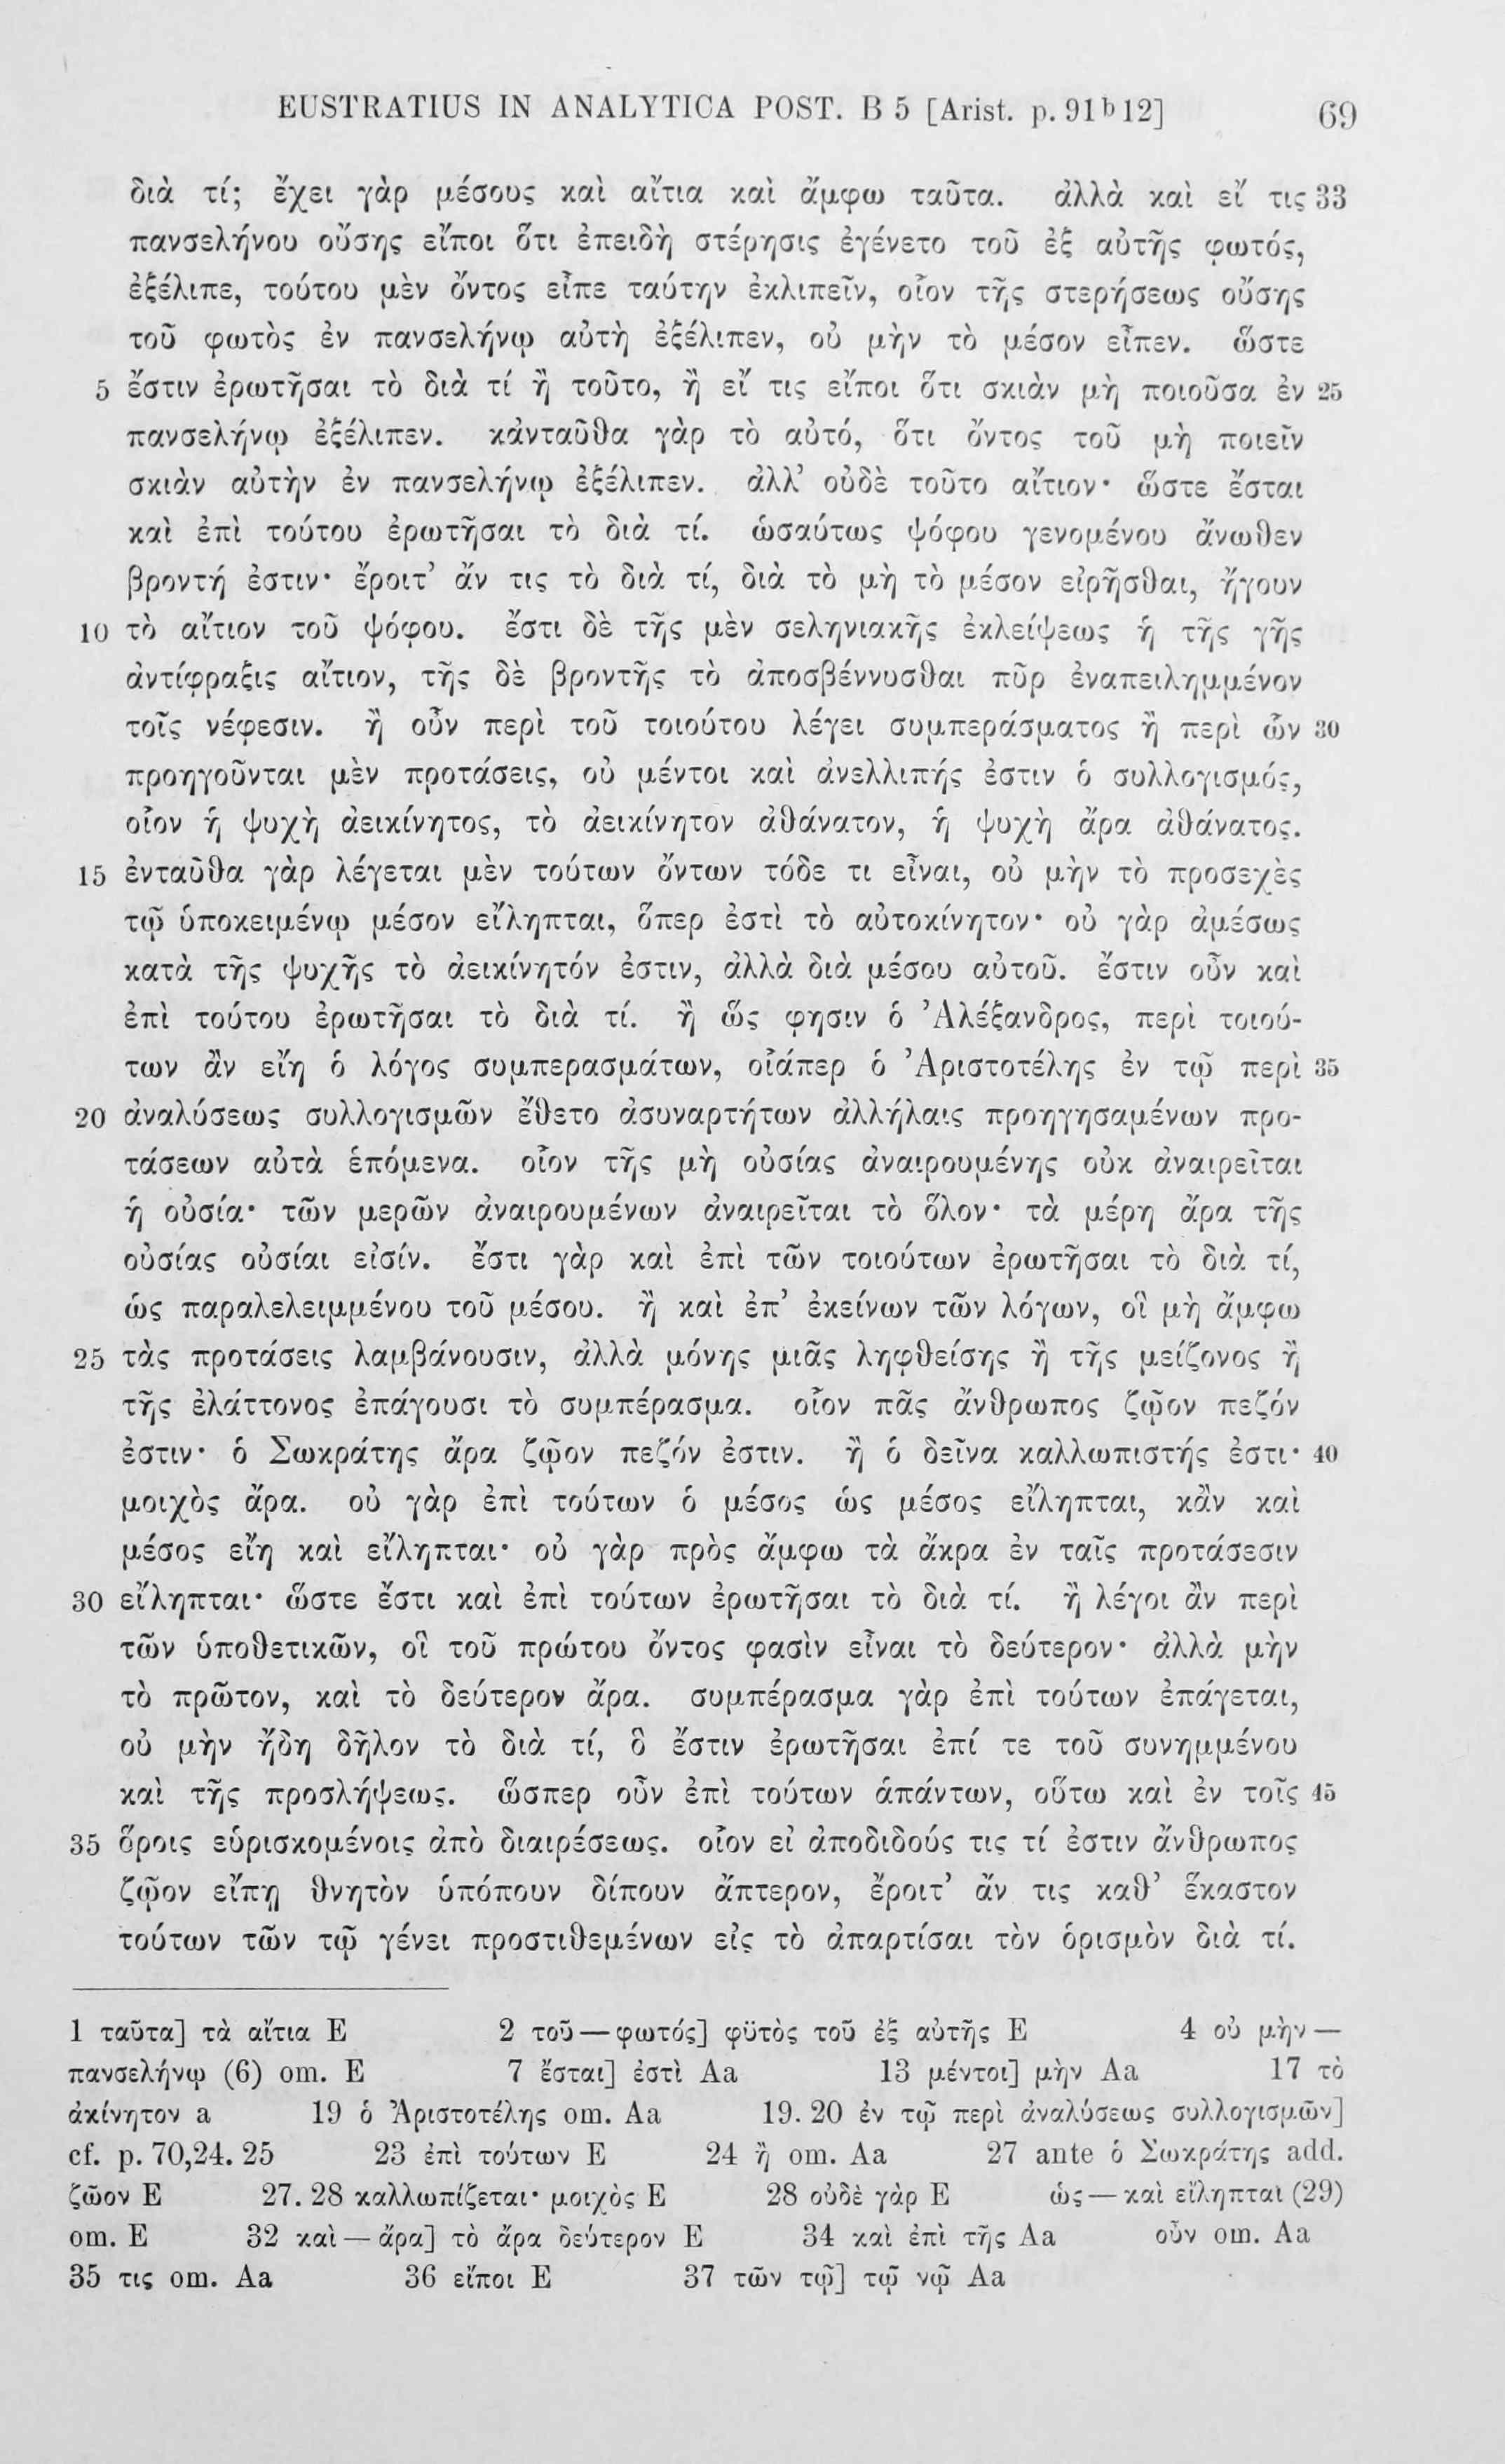 EUSTRATIUS IN ANALYTICA POST. B 5 [Arist. p. 91ᵇ12] 69
διὰ τί; ἔχει γὰρ μέσους καὶ αἴτια καὶ ἄμφω ταῦτα. ἀλλὰ καὶ εἴ τις 33
πανσελήνου οὔσης εἴποι ὅτι ἐπειδὴ στέρησις ἐγένετο τοῦ ἐξ αὐτῆς φωτός,
ἐξέλιπε, τούτου μὲν ὄντος εἶπε ταύτην ἐκλιπεῖν, οἷον τῆς στερήσεως οὔσης
τοῦ φωτὸς ἐν πανσελήνῳ αὐτὴ ἐξέλιπεν, οὐ μὴν τὸ μέσον εἶπεν. ὥστε
5 ἔστιν ἐρωτῆσαι τὸ διὰ τί ἢ τοῦτο, ἢ εἴ τις εἴποι ὅτι σκιὰν μὴ ποιοῦσα ἐν 25
πανσελήνῳ ἐξέλιπεν. κἀνταῦθα γὰρ τὸ αὐτό, ὅτι ὄντος τοῦ μὴ ποιεῖν
σκιὰν αὐτὴν ἐν πανσελήνῳ ἐξέλιπεν. ἀλλ’ οὐδὲ τοῦτο αἴτιον· ὥστε ἔσται
καὶ ἐπὶ τούτου ἐρωτῆσαι τὸ διὰ τί. ὡσαύτως ψόφου γενομένου ἄνωθεν
βροντή ἐστιν· ἔροιτ’ ἄν τις τὸ διὰ τί, διὰ τὸ μὴ τὸ μέσον εἰρῆσθαι, ἤγουν
10 τὸ αἴτιον τοῦ ψόφου. ἔστι δὲ τῆς μὲν σεληνιακῆς ἐκλείψεως ἡ τῆς γῆς
ἀντίφραξις αἴτιον, τῆς δὲ βροντῆς τὸ ἀποσβέννυσθαι πῦρ ἐναπειλημμένον
τοῖς νέφεσιν. ἢ οὖν περὶ τοῦ τοιούτου λέγει συμπεράσματος ἢ περὶ ὧν 30
προηγοῦνται μὲν προτάσεις, οὐ μέντοι καὶ ἀνελλιπής ἐστιν ὁ συλλογισμός,
οἷον ἡ ψυχὴ ἀεικίνητος, τὸ ἀεικίνητον ἀθάνατον, ἡ ψυχὴ ἄρα ἀθάνατος.
15 ἐνταῦθα γὰρ λέγεται μὲν τούτων ὄντων τόδε τι εἶναι, οὐ μὴν τὸ προσεχὲς
τῷ ὑποκειμένῳ μέσον εἴληπται, ὅπερ ἐστὶ τὸ αὐτοκίνητον· οὐ γὰρ ἀμέσως
κατὰ τῆς ψυχῆς τὸ ἀεικίνητόν ἐστιν, ἀλλὰ διὰ μέσου αὐτοῦ. ἔστιν οὖν καὶ
ἐπὶ τούτου ἐρωτῆσαι τὸ διὰ τί. ἢ ὥς φησιν ὁ Ἀλέξανδρος, περὶ τοιού-
των ἂν εἴη ὁ λόγος συμπερασμάτων, οἷάπερ ὁ Ἀριστοτέλης ἐν τῷ περὶ 35
20 ἀναλύσεως συλλογισμῶν ἔθετο ἀσυναρτήτων ἀλλήλαις προηγησαμένων προ-
τάσεων αὐτὰ ἑπόμενα. οἷον τῆς μὴ οὐσίας ἀναιρουμένης οὐκ ἀναιρεῖται
ἡ οὐσία· τῶν μερῶν ἀναιρουμένων ἀναιρεῖται τὸ ὅλον· τὰ μέρη ἄρα τῆς
οὐσίας οὐσίαι εἰσίν. ἔστι γὰρ καὶ ἐπὶ τῶν τοιούτων ἐρωτῆσαι τὸ διὰ τί,
ὡς παραλελειμμένου τοῦ μέσου. ἢ καὶ ἐπ’ ἐκείνων τῶν λόγων, οἳ μὴ ἄμφω
25 τὰς προτάσεις λαμβάνουσιν, ἀλλὰ μόνης μιᾶς ληφθείσης ἢ τῆς μείζονος ἢ
τῆς ἐλάττονος ἐπάγουσι τὸ συμπέρασμα. οἷον πᾶς ἄνθρωπος ζῷον πεζόν
ἐστιν· ὁ Σωκράτης ἄρα ζῷον πεζόν ἐστιν. ἢ ὁ δεῖνα καλλωπιστής ἐστι· 40
μοιχὸς ἄρα. οὐ γὰρ ἐπὶ τούτων ὁ μέσος ὡς μέσος εἴληπται, κἂν καὶ
μέσος εἴη καὶ εἴληπται· οὐ γὰρ πρὸς ἄμφω τὰ ἄκρα ἐν ταῖς προτάσεσιν
30 εἴληπται· ὥστε ἔστι καὶ ἐπὶ τούτων ἐρωτῆσαι τὸ διὰ τί. ἢ λέγοι ἂν περὶ
τῶν ὑποθετικῶν, οἳ τοῦ πρώτου ὄντος φασὶν εἶναι τὸ δεύτερον· ἀλλὰ μὴν
τὸ πρῶτον, καὶ τὸ δεύτερον ἄρα. συμπέρασμα γὰρ ἐπὶ τούτων ἐπάγεται,
οὐ μὴν ἤδη δῆλον τὸ διὰ τί, ὃ ἔστιν ἐρωτῆσαι ἐπί τε τοῦ συνημμένου
καὶ τῆς προσλήψεως. ὥσπερ οὖν ἐπὶ τούτων ἁπάντων, οὕτω καὶ ἐν τοῖς 45
35 ὅροις εὑρισκομένοις ἀπὸ διαιρέσεως. οἷον εἰ ἀποδιδούς τις τί ἐστιν ἄνθρωπος
ζῷον εἴπῃ θνητὸν ὑπόπουν δίπουν ἄπτερον, ἔροιτ’ ἄν τις καθ’ ἕκαστον
τούτων τῶν τῷ γένει προστιθεμένων εἰς τὸ ἀπαρτίσαι τὸν ὁρισμὸν διὰ τί.
1 ταῦτα] τὰ αἴτια E 2 τοῦ — φωτός] φϋτὸς τοῦ ἐξ αὐτῆς E 4 οὐ μὴν —
πανσελήνῳ (6) om. E 7 ἔσται] ἐστὶ Aa 13 μέντοι] μὴν Aa 17 τὸ
ἀκίνητον a 19 ὁ Ἀριστοτέλης om. Aa 19. 20 ἐν τῷ περὶ ἀναλύσεως συλλογισμῶν]
cf. p. 70,24. 25 23 ἐπὶ τούτων E 24 ἢ om. Aa 27 ante ὁ Σωκράτης add.
ζῶον E 27. 28 καλλωπίζεται· μοιχὸς E 28 οὐδὲ γὰρ E ὡς — καὶ εἴληπται (29)
om. E 32 καὶ — ἄρα] τὸ ἄρα δεύτερον E 34 καὶ ἐπὶ τῆς Aa οὖν om. Aa
35 τις om. Aa 36 εἴποι E 37 τῶν τῷ] τῷ νῷ Aa